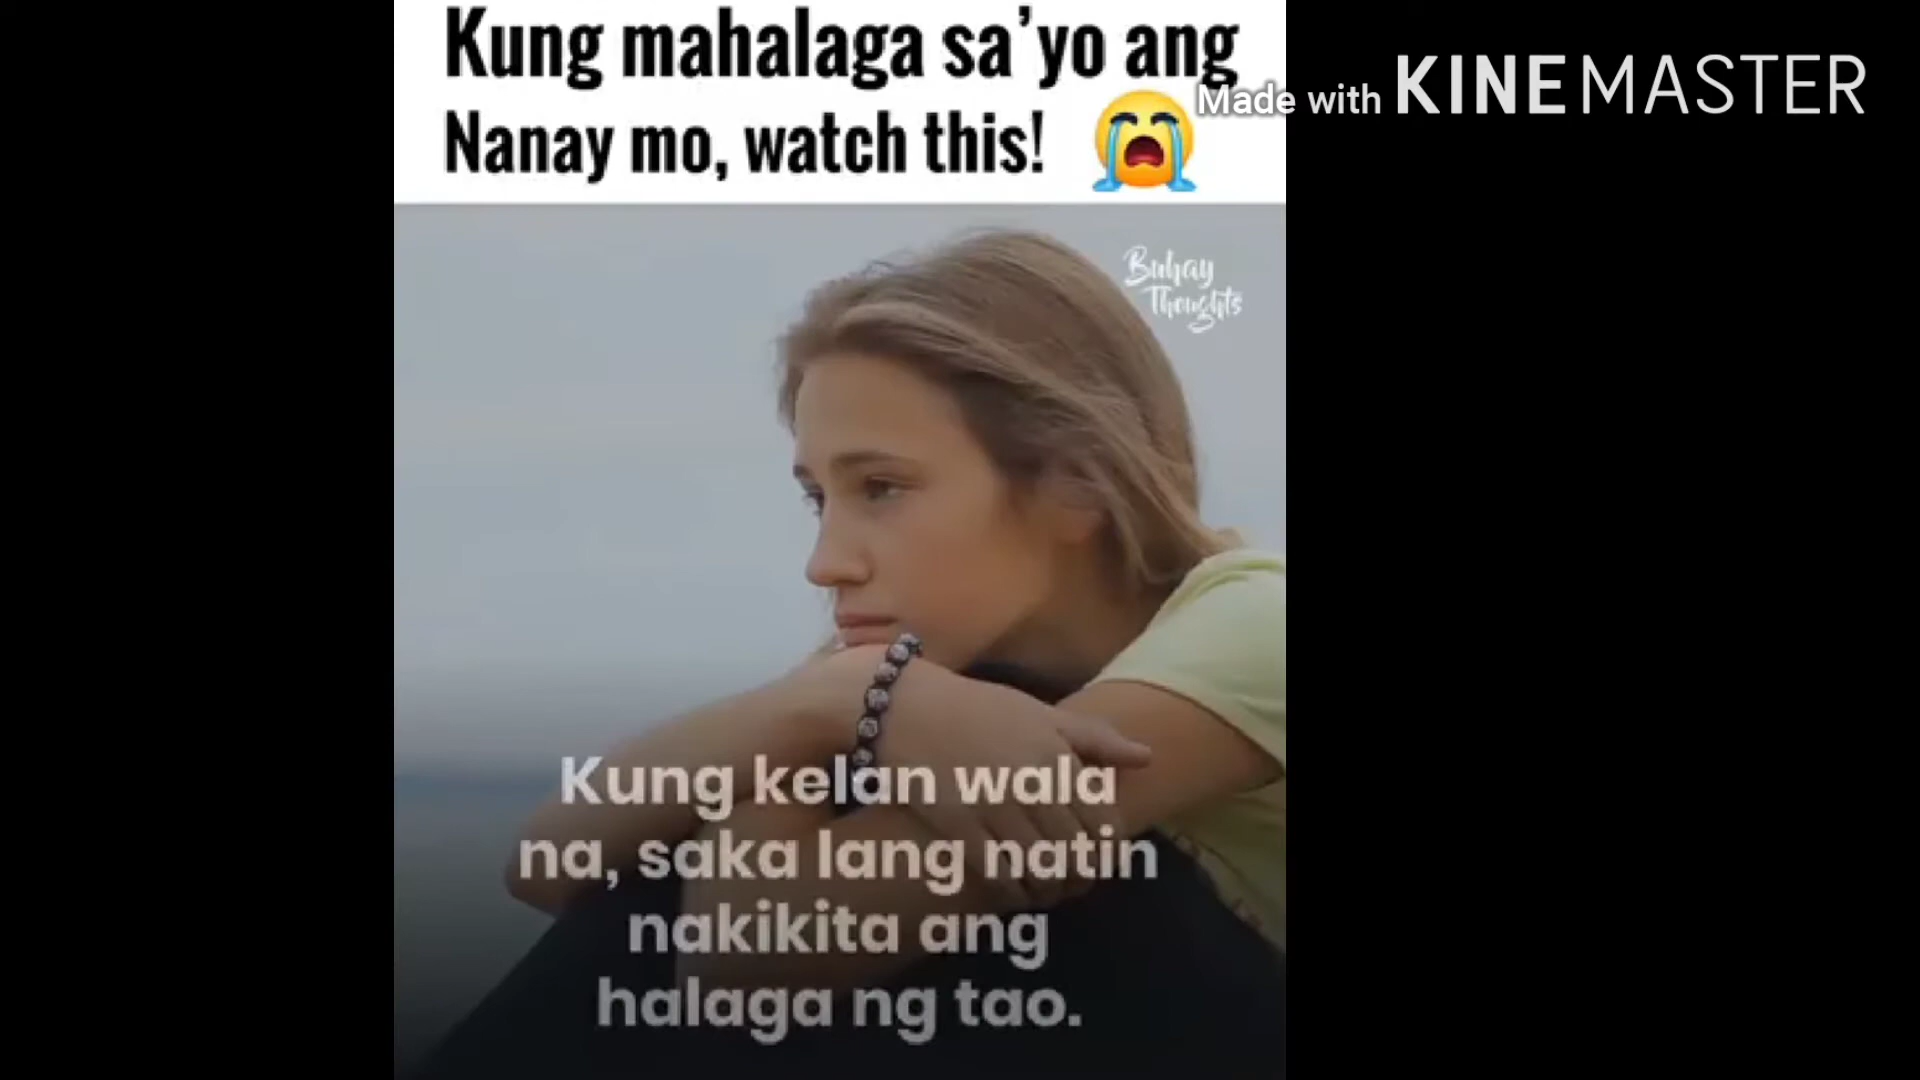 Kung mahalaga sa'yo ang
Nanay mo, watch this!
Made with KINEMASTER
Buhay
Thoughts
Kung kelan wala
na, saka lang natin
nakikita ang
halaga ng tao.